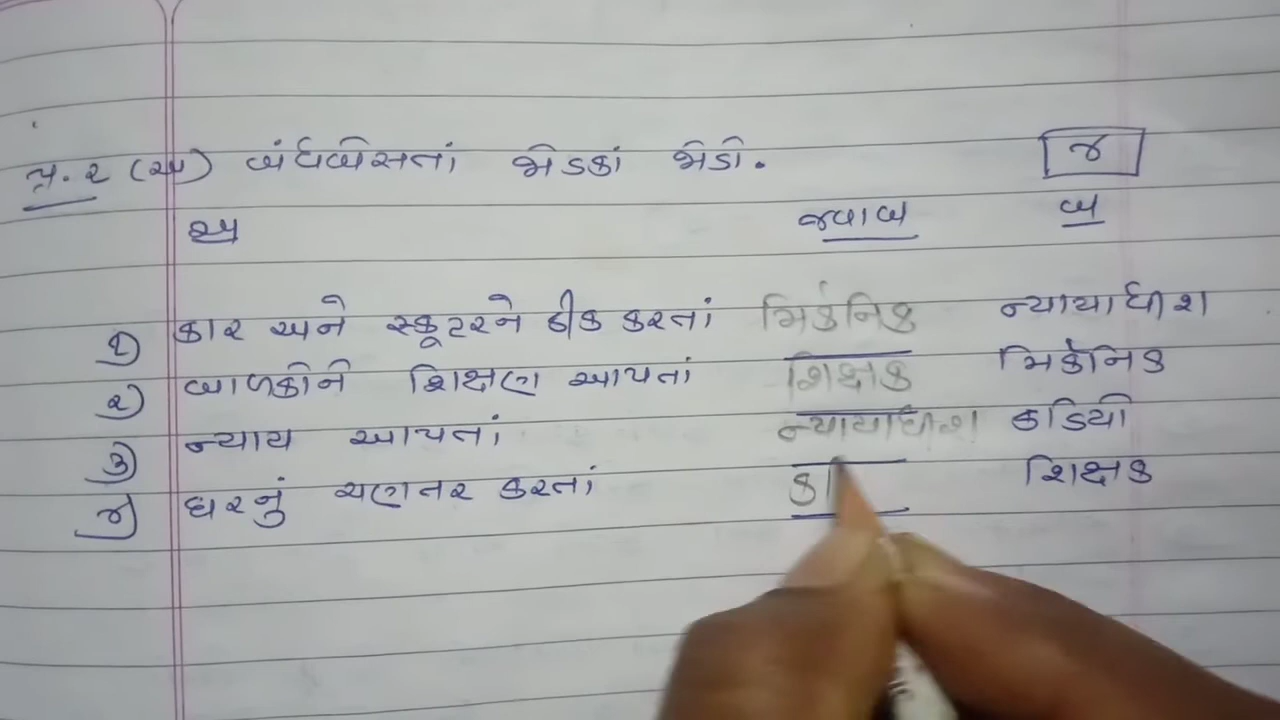 પ્ર. ૨ (અ) બંધબેસતાં જોડકાં જોડો. ૪
અ જવાબ બ
૧) કાર અને સ્કૂટરને ઠીક કરતાં મિકેનિક ન્યાયાધીશ
૨) બાળકોને શિક્ષણ આપતાં શિક્ષક મિકેનિક
૩) ન્યાય આપતાં ન્યાયાધીશ કડિયો
૪) ઘરનું ચણતર કરતાં ક શિક્ષક